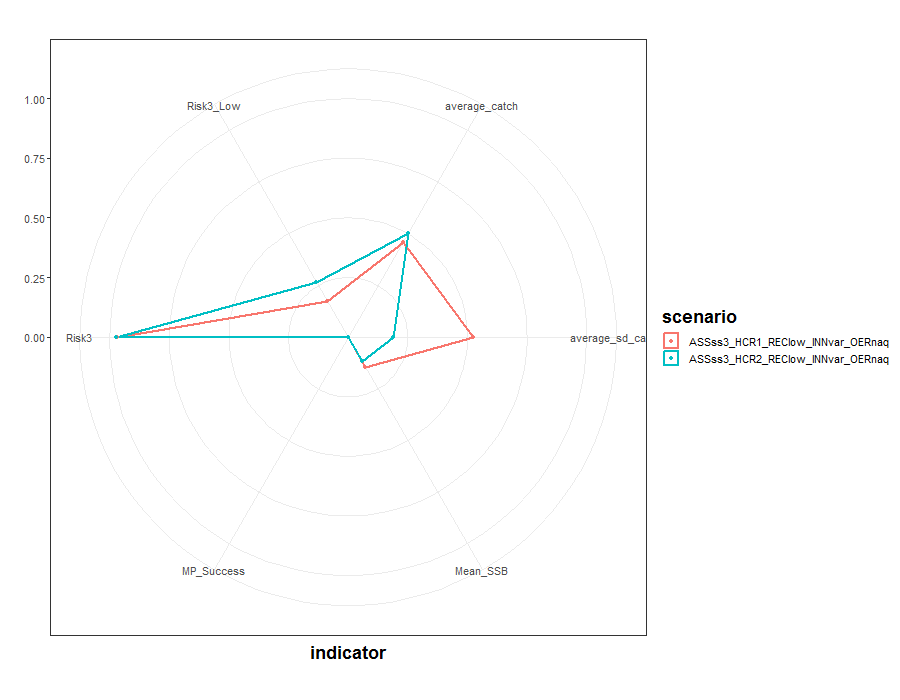 Risk3_Low
average_catch
1.00
0.75
0.50
0.25
0.00
Risk3
average_sd_ca
MP_Success
Mean_SSB
indicator
scenario
ASSss3_HCR1_REClow_INNvar_OERnaq
ASSss3_HCR2_REClow_INNvar_OERnaq